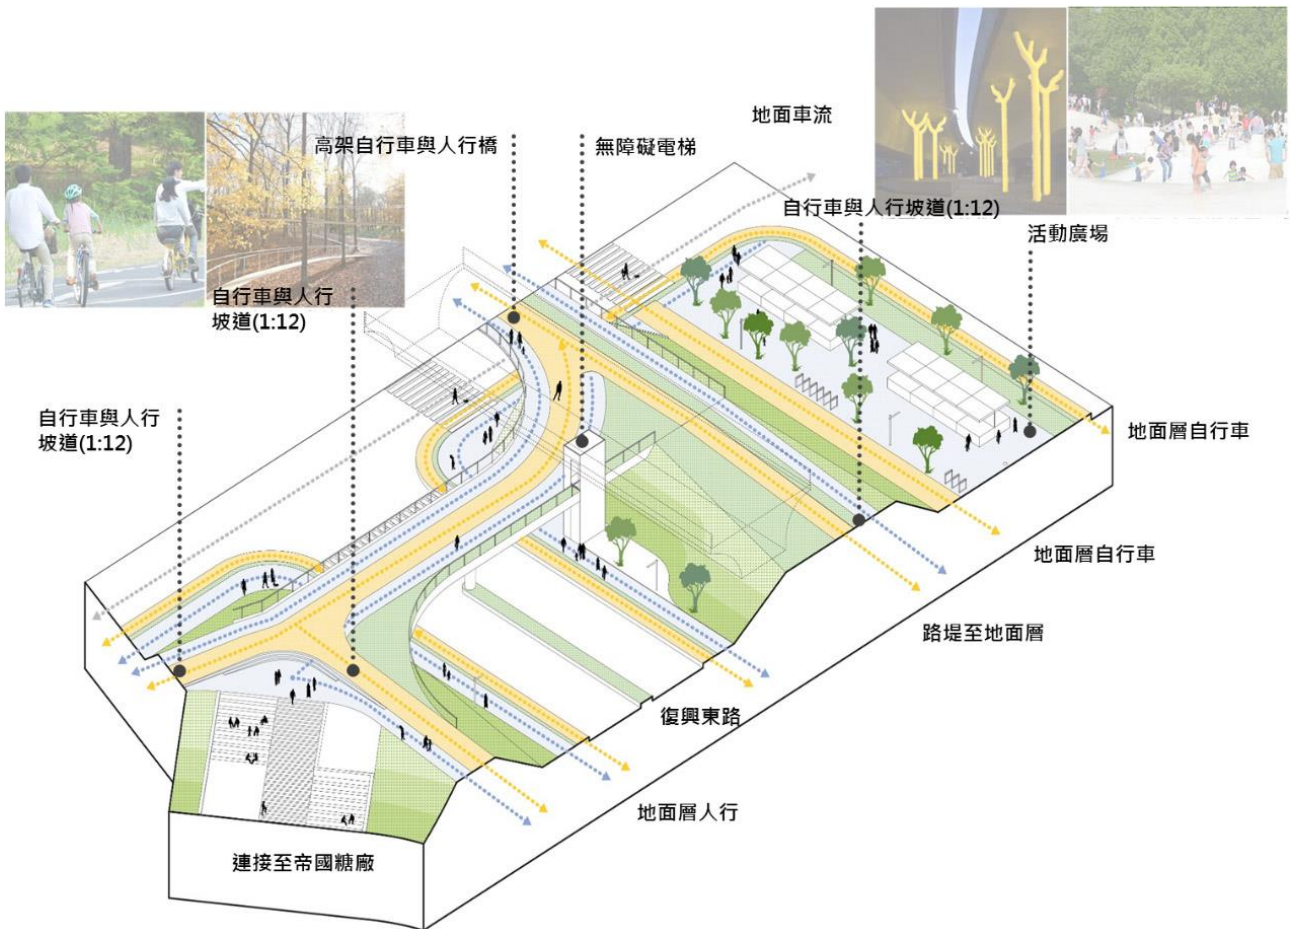 地面車流
高架自行車與人行橋
無障礙電梯
自行車與人行坡道(1:12)
活動廣場
自行車與人行
坡道(1:12)
自行車與人行
坡道(1:12)
地面層自行車
地面層自行車
路堤至地面層
復興東路
地面層人行
連接至帝國糖廠